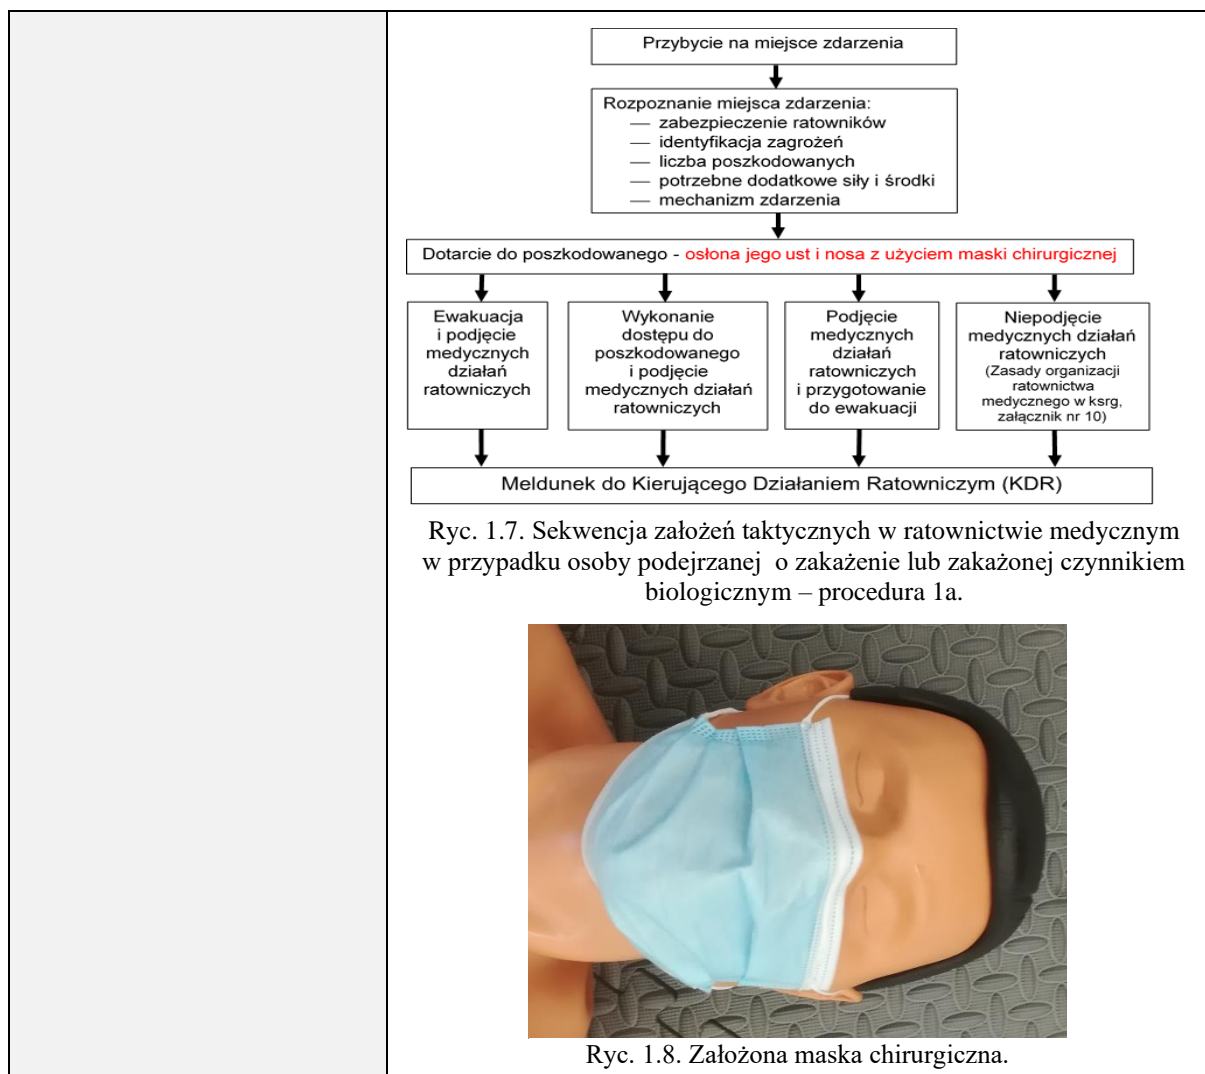 Przybycie na miejsce zdarzenia
Rozpoznanie miejsca zdarzenia:
— zabezpieczenie ratowników
— identyfikacja zagrożeń
— liczba poszkodowanych
— potrzebne dodatkowe siły i środki
— mechanizm zdarzenia
Dotarcie do poszkodowanego - osłona jego ust i nosa z użyciem maski chirurgicznej
Ewakuacja
i podjęcie
medycznych
działań
ratowniczych
Wykonanie
dostępu do
poszkodowanego
i podjęcie
medycznych działań
ratowniczych
Podjęcie
medycznych
działań
ratowniczych
i przygotowanie
do ewakuacji
Niepodjęcie
medycznych działań
ratowniczych
(Zasady organizacji
ratownictwa
medycznego w ksrg,
załącznik nr 10)
Meldunek do Kierującego Działaniem Ratowniczym (KDR)
Ryc. 1.7. Sekwencja założeń taktycznych w ratownictwie medycznym
w przypadku osoby podejrzanej o zakażenie lub zakażonej czynnikiem
biologicznym – procedura 1a.
Ryc. 1.8. Założona maska chirurgiczna.